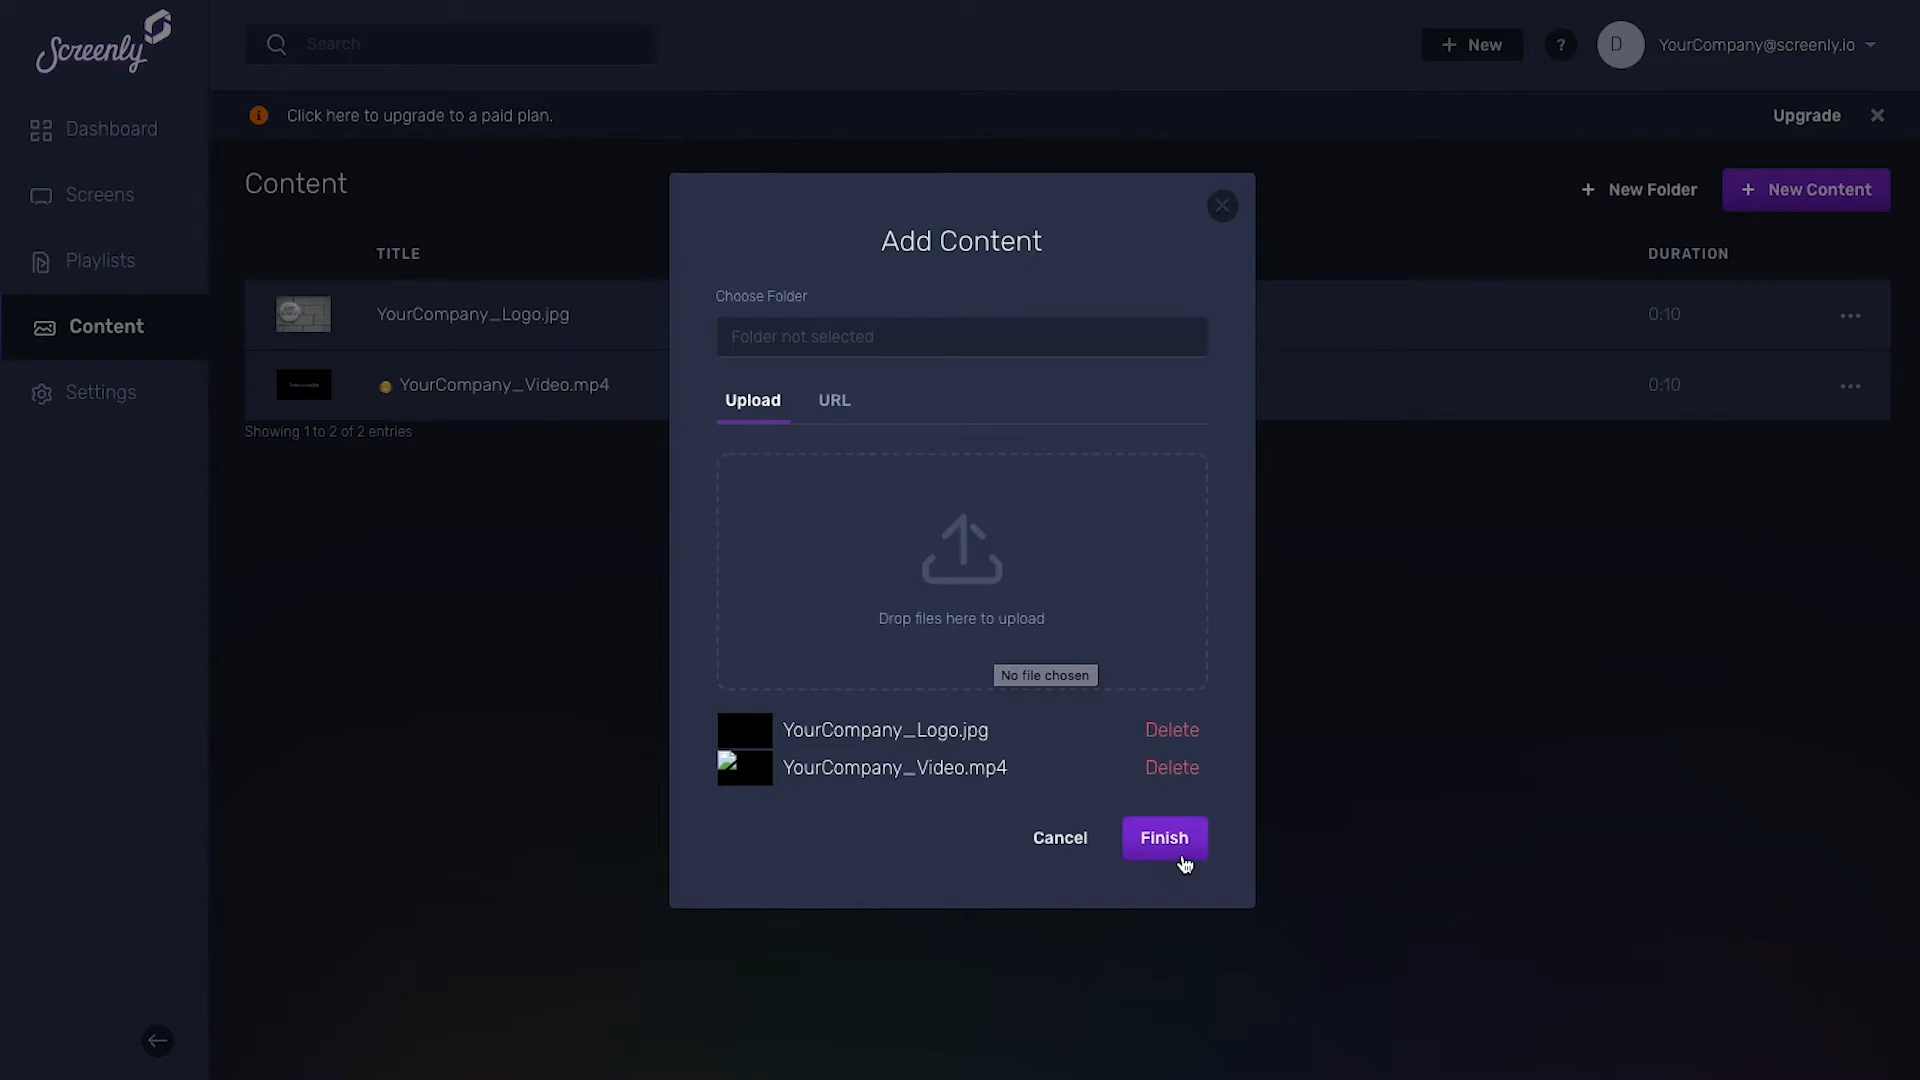 Screenly
Search
+ New
?
D
YourCompany@screenly.io
Click here to upgrade to a paid plan.
Upgrade
Dashboard
Screens
Playlists
Content
Settings
Content
+ New Folder
+ New Content
TITLE
DURATION
YourCompany_Logo.jpg
0:10
YourCompany_Video.mp4
0:10
Showing 1 to 2 of 2 entries
Add Content
Choose Folder
Folder not selected
Upload
URL
Drop files here to upload
No file chosen
YourCompany_Logo.jpg
Delete
YourCompany_Video.mp4
Delete
Cancel
Finish